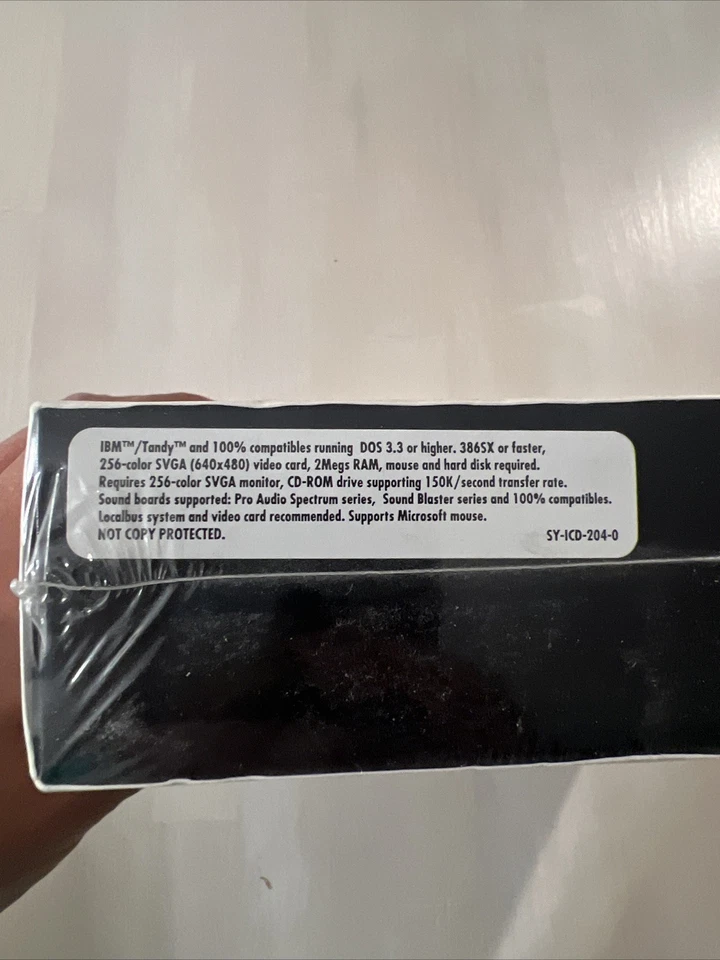 IBM™/Tandy™ and 100% compatibles running DOS 3.3 or higher. 386SX or faster,
256-color SVGA (640x480) video card, 2Megs RAM, mouse and hard disk required.
Requires 256-color SVGA monitor, CD-ROM drive supporting 150K/second transfer rate.
Sound boards supported: Pro Audio Spectrum series, Sound Blaster series and 100% compatibles.
Localbus system and video card recommended. Supports Microsoft mouse.
NOT COPY PROTECTED. SY-ICD-204-0